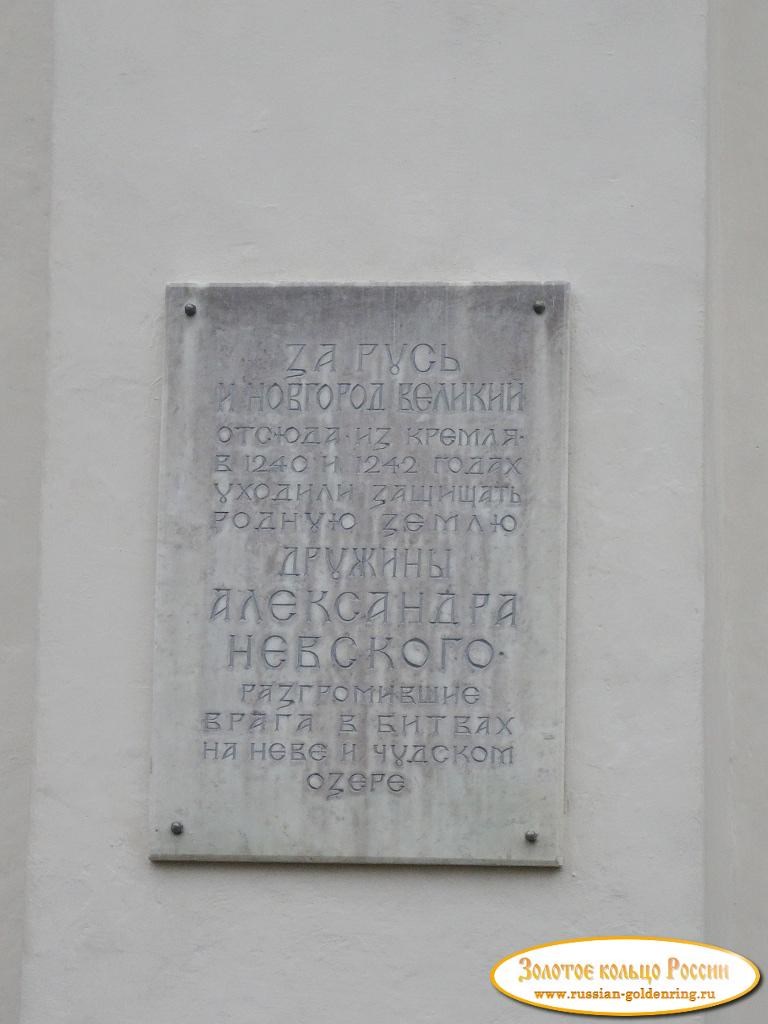 ЗА РУСЬ
И НОВГОРОД ВЕЛИКИЙ
ОТСЮДА·ИЗ КРЕМЛЯ·
В 1240 И 1242 ГОДАХ
УХОДИЛИ ЗАЩИЩАТЬ
РОДНУЮ ЗЕМЛЮ
ДРУЖИНЫ
АЛЕКСАНДРА
НЕВСКОГО·
РАЗГРОМИВШИЕ
ВРАГА В БИТВАХ
НА НЕВЕ И ЧУДСКОМ
ОЗЕРЕ
Золотое кольцо России
www.russian-goldenring.ru